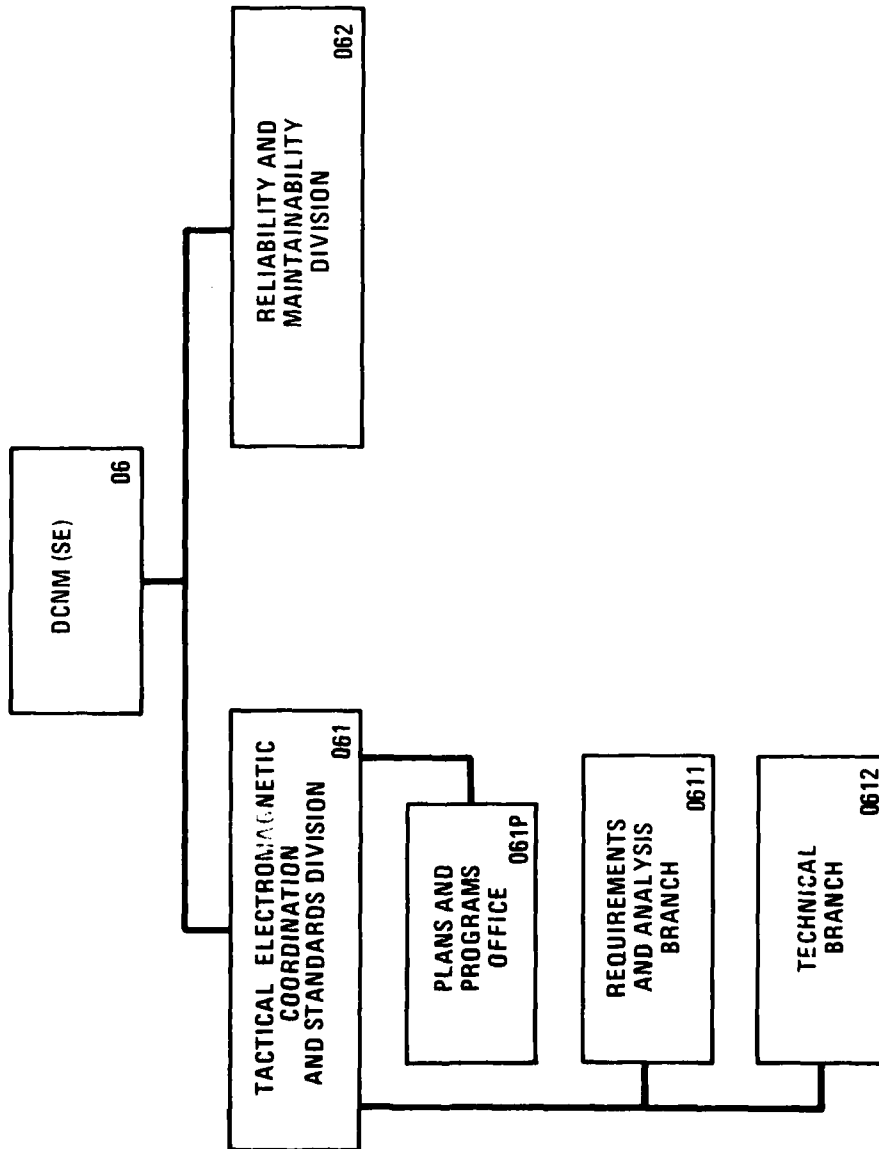 DCNM (SE)
06
TACTICAL ELECTROMAGNETIC
COORDINATION
AND STANDARDS DIVISION
061
RELIABILITY AND
MAINTAINABILITY
DIVISION
062
PLANS AND
PROGRAMS
OFFICE
061P
REQUIREMENTS
AND ANALYSIS
BRANCH
0611
TECHNICAL
BRANCH
0612